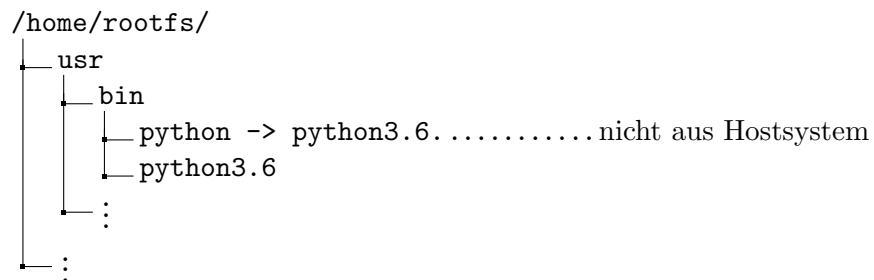 /home/rootfs/
usr
bin
python -> python3.6............nicht aus Hostsystem
python3.6
⋮
⋮